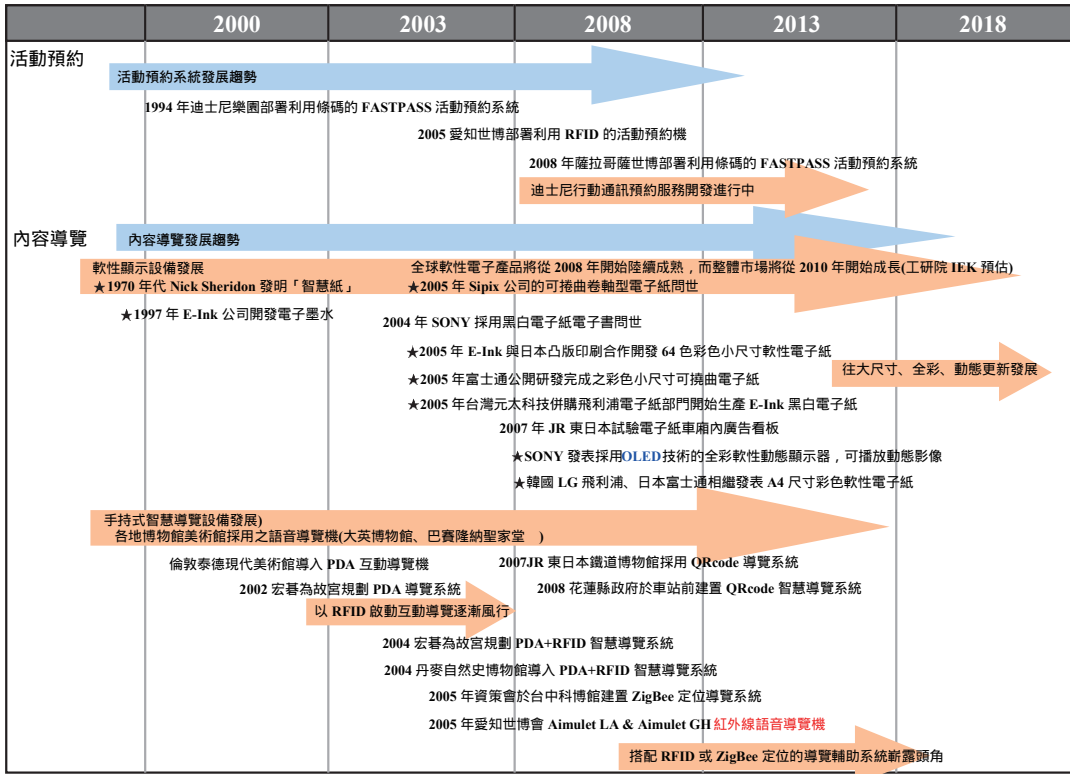 2000 2003 2008 2013 2018
活動預約
活動預約系統發展趨勢
1994 年迪士尼樂園部署利用條碼的 FASTPASS 活動預約系統
2005 愛知世博部署利用 RFID 的活動預約機
2008 年薩拉哥薩世博部署利用條碼的 FASTPASS 活動預約系統
迪士尼行動通訊預約服務開發進行中
內容導覽
內容導覽發展趨勢
軟性顯示設備發展
全球軟性電子產品將從 2008 年開始陸續成熟，而整體市場將從 2010 年開始成長(工研院 IEK 預估)
★1970 年代 Nick Sheridon 發明「智慧紙」
★2005 年 Sipix 公司的可捲曲卷軸型電子紙問世
★1997 年 E-Ink 公司開發電子墨水
2004 年 SONY 採用黑白電子紙電子書問世
★2005 年 E-Ink 與日本凸版印刷合作開發 64 色彩色小尺寸軟性電子紙
往大尺寸、全彩、動態更新發展
★2005 年富士通公開研發完成之彩色小尺寸可撓曲電子紙
★2005 年台灣元太科技併購飛利浦電子紙部門開始生產 E-Ink 黑白電子紙
2007 年 JR 東日本試驗電子紙車廂內廣告看板
★SONY 發表採用OLED技術的全彩軟性動態顯示器，可播放動態影像
★韓國 LG 飛利浦、日本富士通相繼發表 A4 尺寸彩色軟性電子紙
手持式智慧導覽設備發展)
各地博物館美術館採用之語音導覽機(大英博物館、巴賽隆納聖家堂 )
倫敦泰德現代美術館導入 PDA 互動導覽機
2007JR 東日本鐵道博物館採用 QRcode 導覽系統
2002 宏碁為故宮規劃 PDA 導覽系統
2008 花蓮縣政府於車站前建置 QRcode 智慧導覽系統
以 RFID 啟動互動導覽逐漸風行
2004 宏碁為故宮規劃 PDA+RFID 智慧導覽系統
2004 丹麥自然史博物館導入 PDA+RFID 智慧導覽系統
2005 年資策會於台中科博館建置 ZigBee 定位導覽系統
2005 年愛知世博會 Aimulet LA & Aimulet GH 紅外線語音導覽機
搭配 RFID 或 ZigBee 定位的導覽輔助系統嶄露頭角